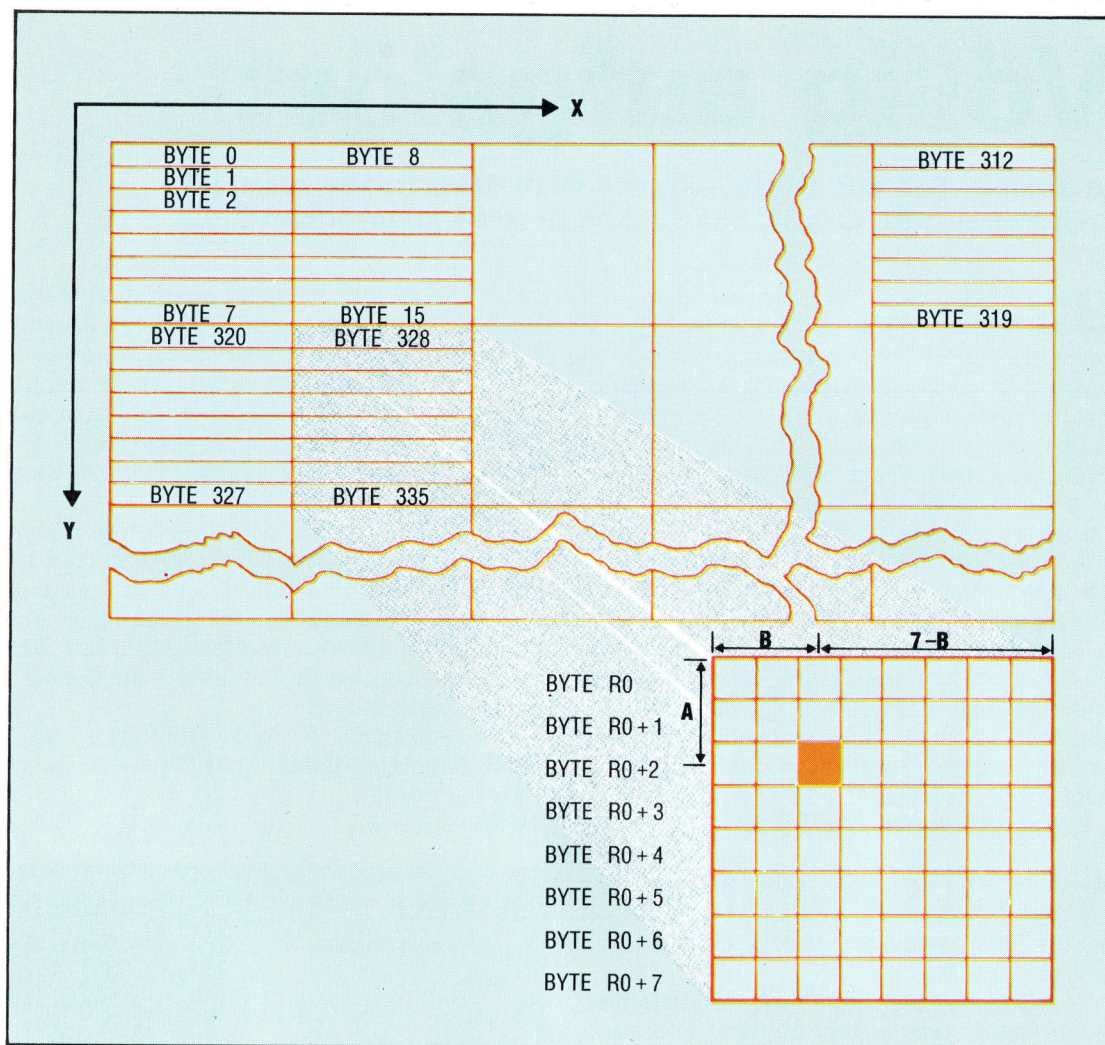 X
BYTE 0 BYTE 8 BYTE 312
BYTE 1
BYTE 2
BYTE 7 BYTE 15 BYTE 319
BYTE 320 BYTE 328
BYTE 327 BYTE 335
Y
B 7-B
A
BYTE R0
BYTE R0+1
BYTE R0+2
BYTE R0+3
BYTE R0+4
BYTE R0+5
BYTE R0+6
BYTE R0+7